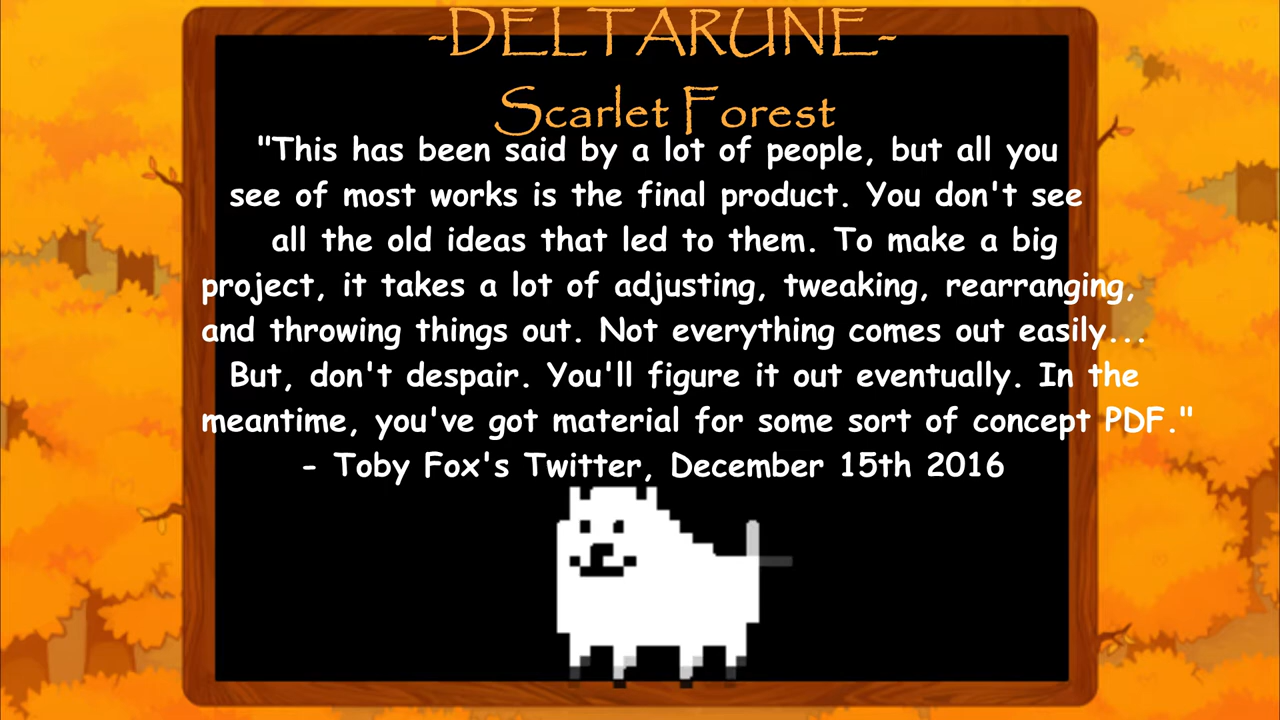 -DELTARUNE-
Scarlet Forest
"This has been said by a lot of people, but all you
see of most works is the final product. You don't see
all the old ideas that led to them. To make a big
project, it takes a lot of adjusting, tweaking, rearranging,
and throwing things out. Not everything comes out easily...
But, don't despair. You'll figure it out eventually. In the
meantime, you've got material for some sort of concept PDF."
- Toby Fox's Twitter, December 15th 2016